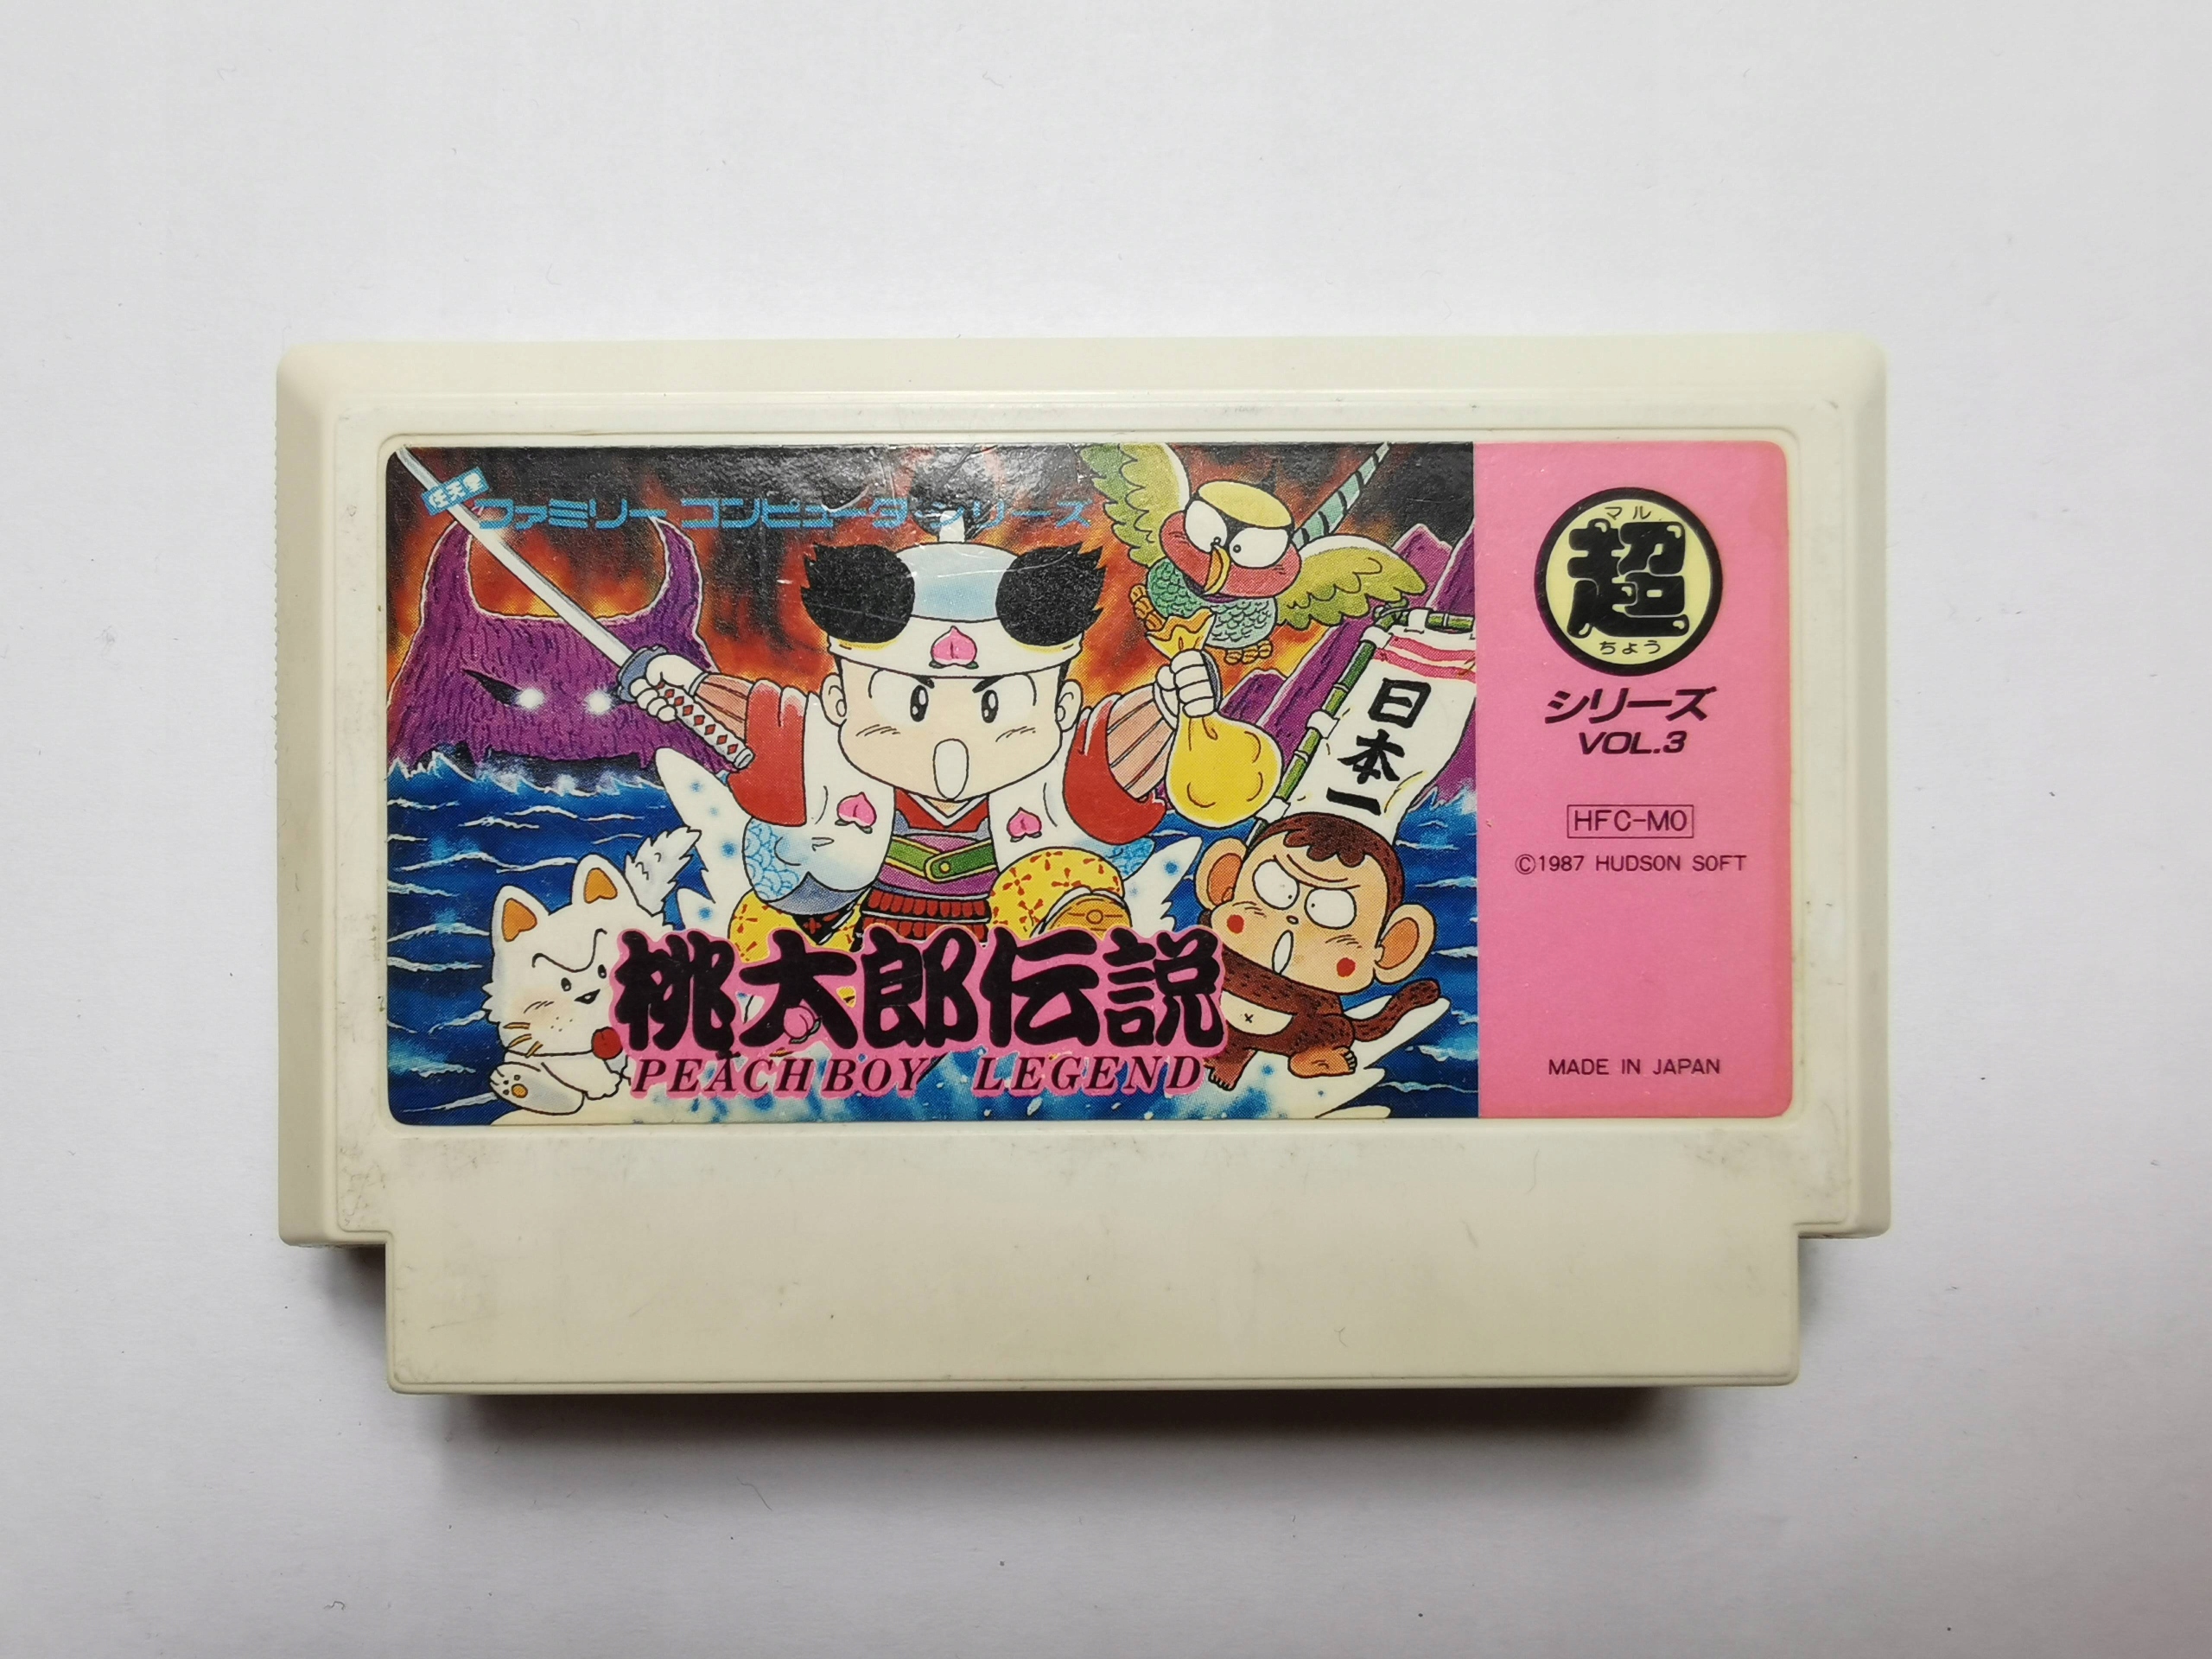 任天堂
ファミリー コンピュータ シリーズ
日本一
桃太郎伝説
PEACHBOY LEGEND
マル
超
ちょう
シリーズ
VOL.3
HFC-MO
©1987 HUDSON SOFT
MADE IN JAPAN